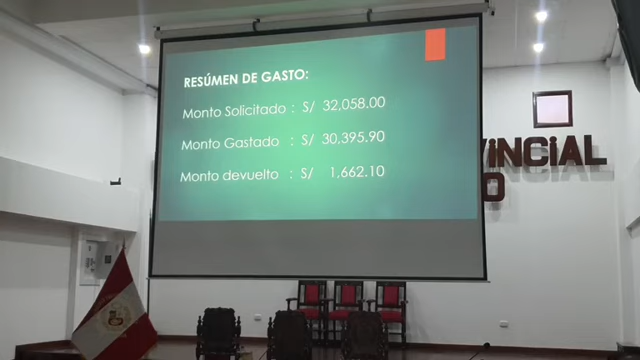 RESÚMEN DE GASTO:
Monto Solicitado : S/ 32,058.00
Monto Gastado : S/ 30,395.90
Monto devuelto : S/ 1,662.10
VINCIAL
O